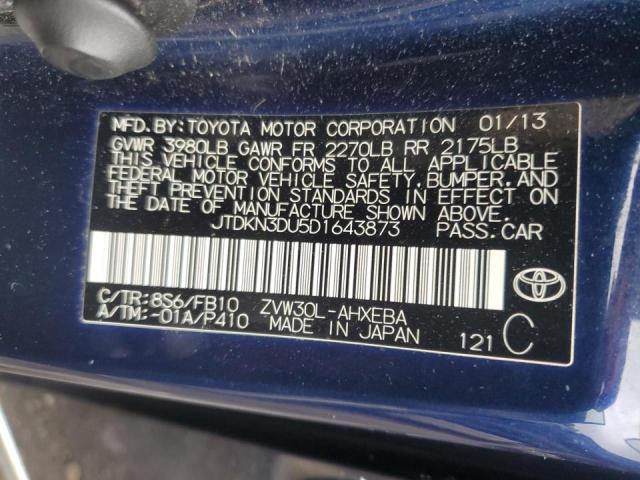 MFD. BY: TOYOTA MOTOR CORPORATION 01/13
GVWR 3980LB GAWR FR 2270LB RR 2175LB
THIS VEHICLE CONFORMS TO ALL APPLICABLE
FEDERAL MOTOR VEHICLE SAFETY, BUMPER, AND
THEFT PREVENTION STANDARDS IN EFFECT ON
THE DATE OF MANUFACTURE SHOWN ABOVE.
JTDKN3DU5D1643873 PASS. CAR
C/TR: 8S6/FB10 ZVW30L-AHXEBA
A/TM: -01A/P410 MADE IN JAPAN
121 C
TOYOTA